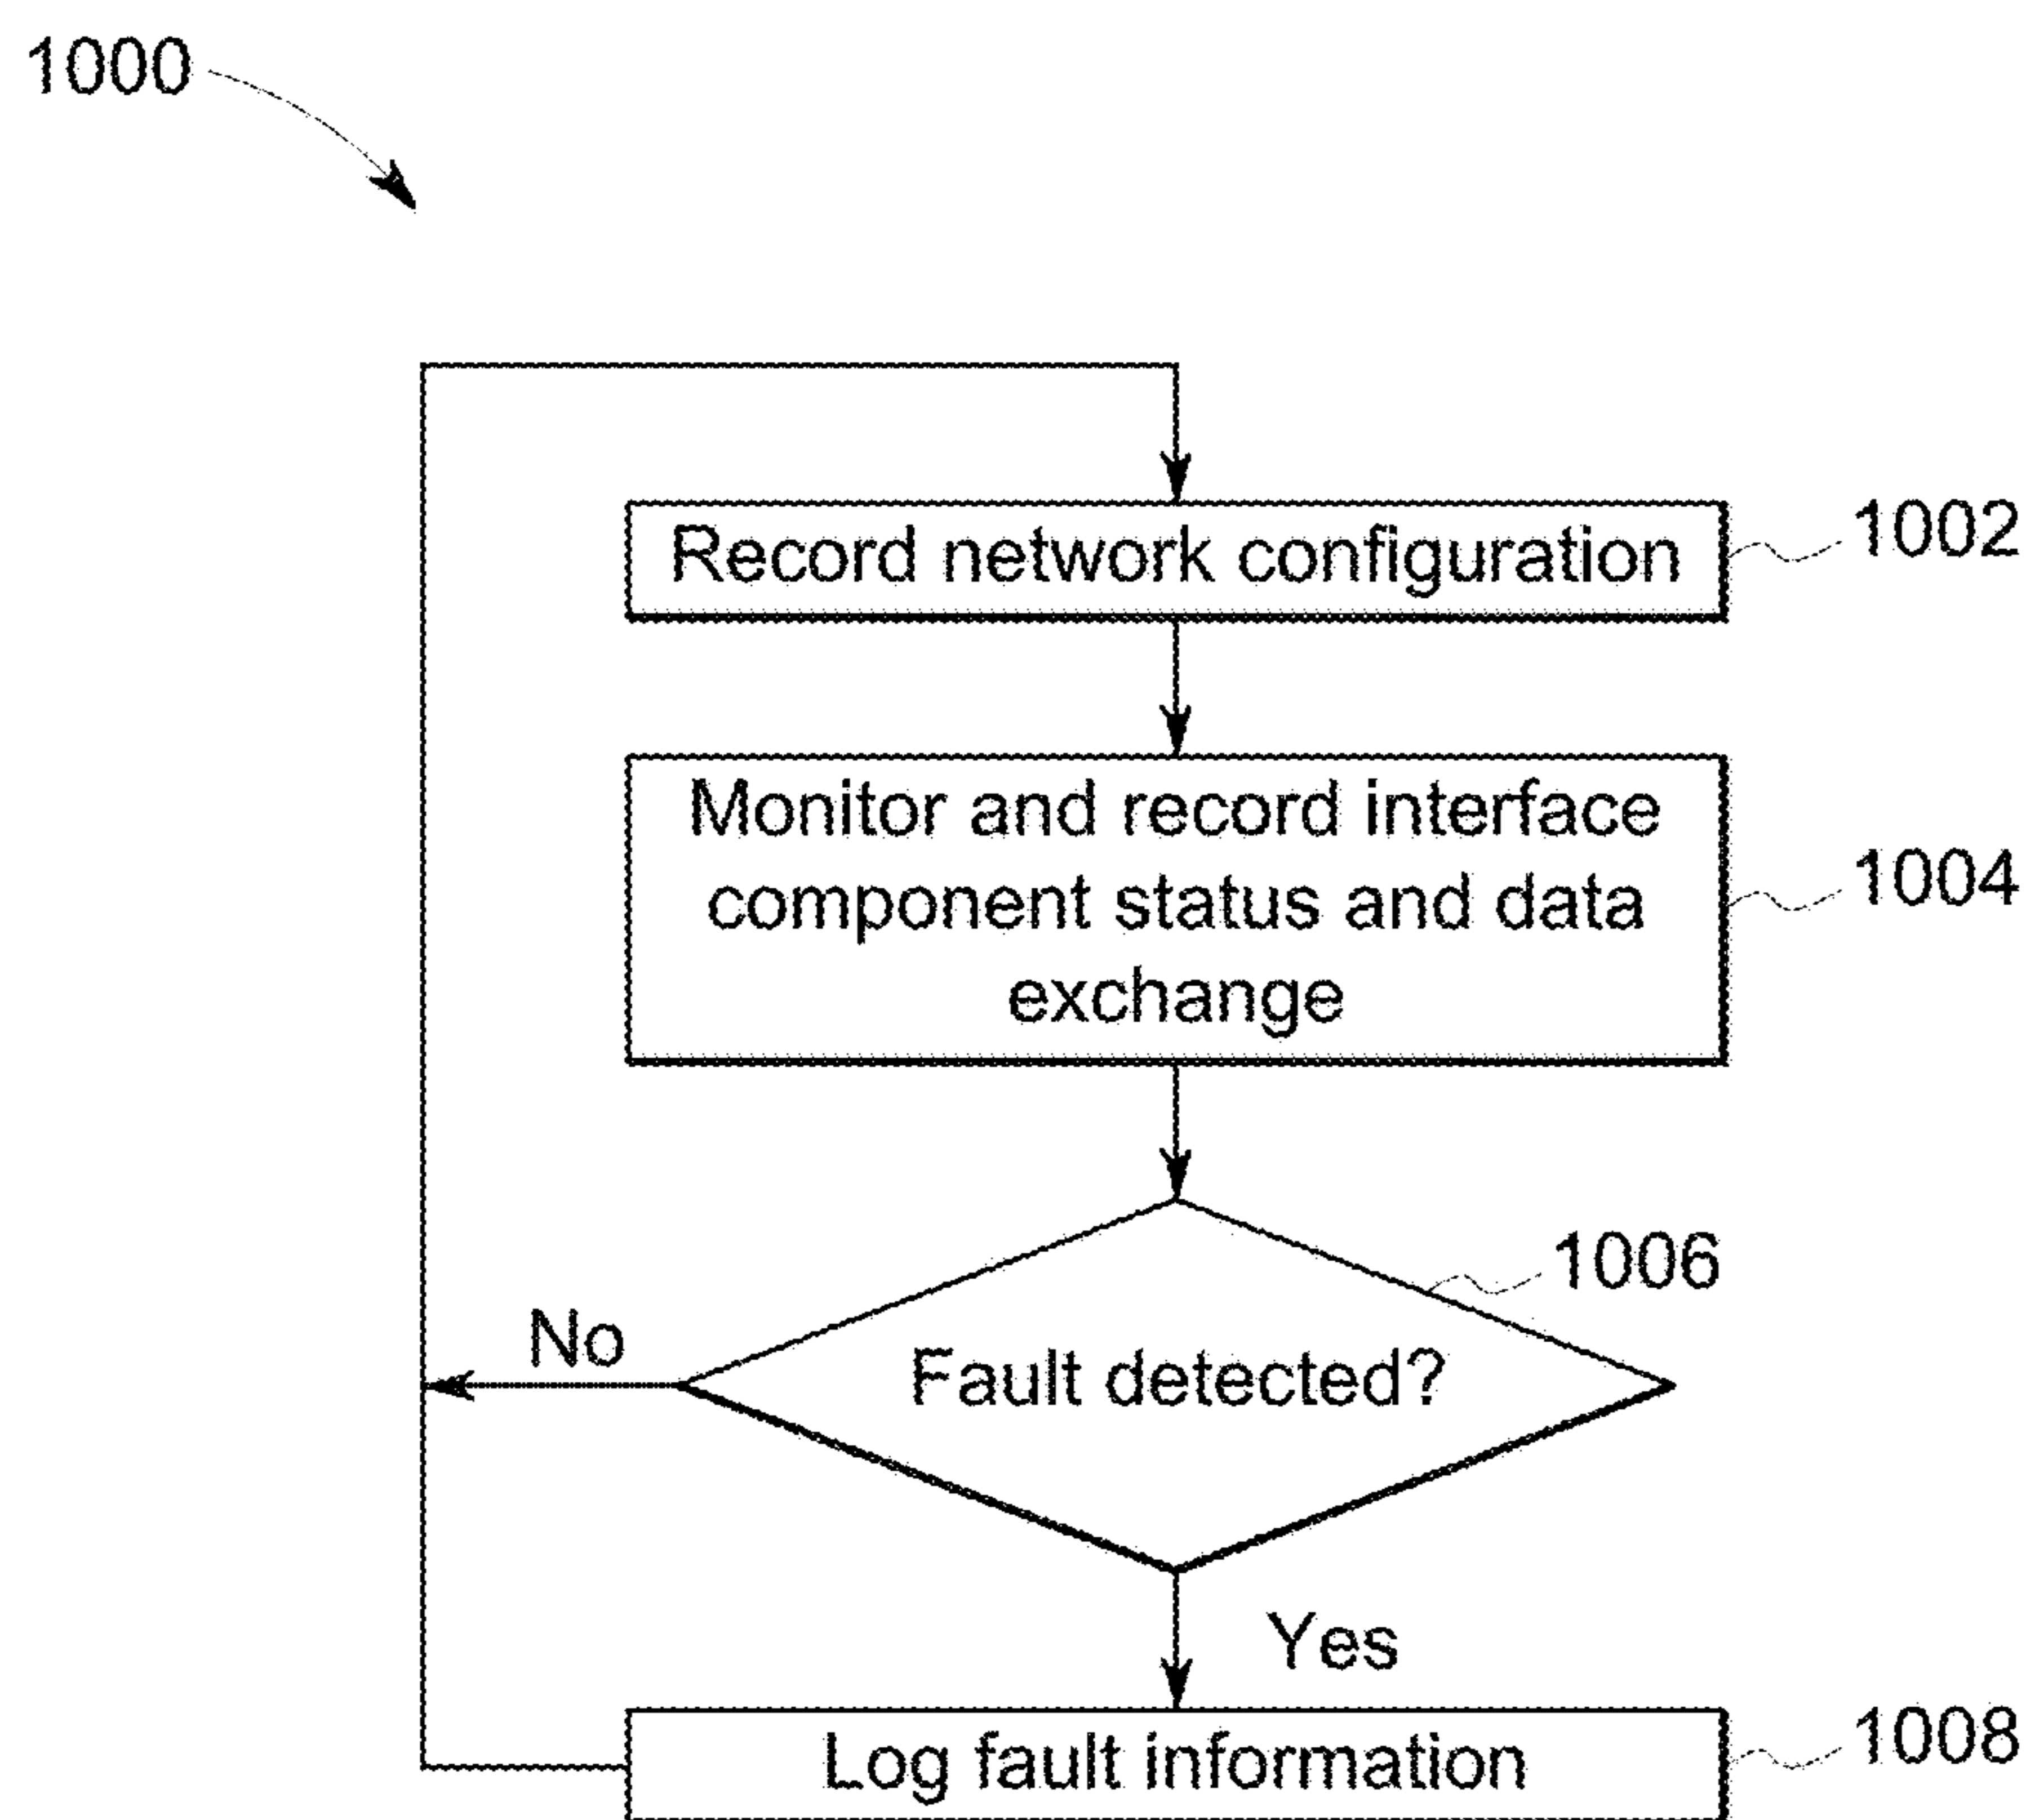 1000
Record network configuration
1002
Monitor and record interface
component status and data
exchange
1004
1006
Fault detected?
No
Yes
Log fault information
1008